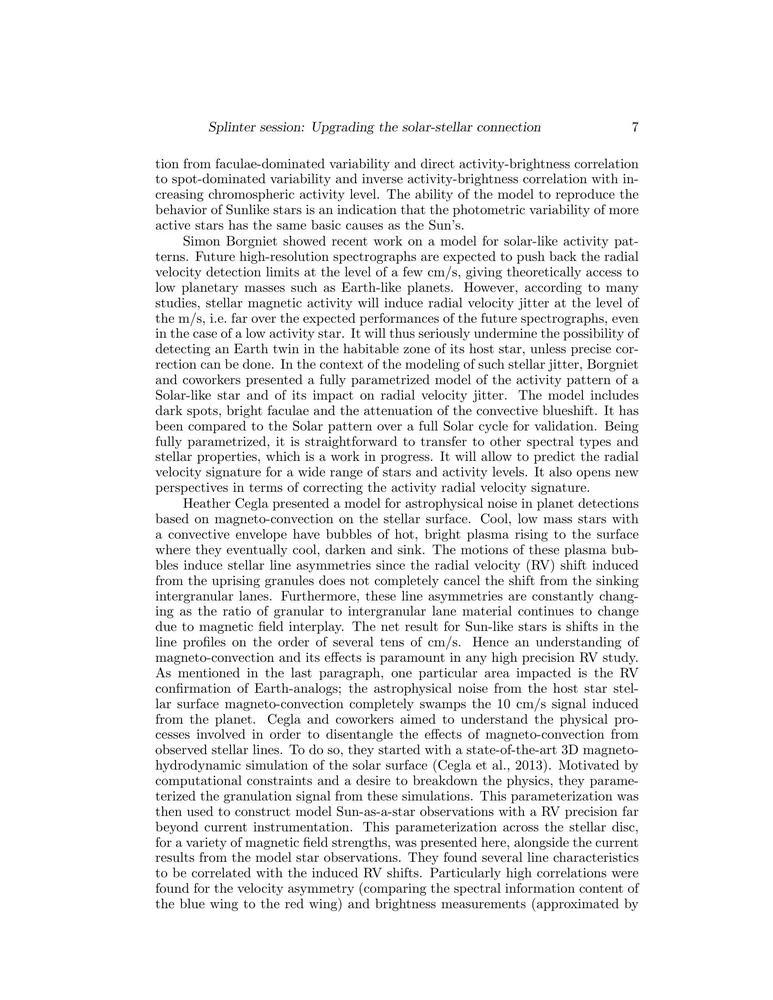 Splinter session: Upgrading the solar-stellar connection 7
tion from faculae-dominated variability and direct activity-brightness correlation
to spot-dominated variability and inverse activity-brightness correlation with in-
creasing chromospheric activity level. The ability of the model to reproduce the
behavior of Sunlike stars is an indication that the photometric variability of more
active stars has the same basic causes as the Sun's.
Simon Borgniet showed recent work on a model for solar-like activity pat-
terns. Future high-resolution spectrographs are expected to push back the radial
velocity detection limits at the level of a few cm/s, giving theoretically access to
low planetary masses such as Earth-like planets. However, according to many
studies, stellar magnetic activity will induce radial velocity jitter at the level of
the m/s, i.e. far over the expected performances of the future spectrographs, even
in the case of a low activity star. It will thus seriously undermine the possibility of
detecting an Earth twin in the habitable zone of its host star, unless precise cor-
rection can be done. In the context of the modeling of such stellar jitter, Borgniet
and coworkers presented a fully parametrized model of the activity pattern of a
Solar-like star and of its impact on radial velocity jitter. The model includes
dark spots, bright faculae and the attenuation of the convective blueshift. It has
been compared to the Solar pattern over a full Solar cycle for validation. Being
fully parametrized, it is straightforward to transfer to other spectral types and
stellar properties, which is a work in progress. It will allow to predict the radial
velocity signature for a wide range of stars and activity levels. It also opens new
perspectives in terms of correcting the activity radial velocity signature.
Heather Cegla presented a model for astrophysical noise in planet detections
based on magneto-convection on the stellar surface. Cool, low mass stars with
a convective envelope have bubbles of hot, bright plasma rising to the surface
where they eventually cool, darken and sink. The motions of these plasma bub-
bles induce stellar line asymmetries since the radial velocity (RV) shift induced
from the uprising granules does not completely cancel the shift from the sinking
intergranular lanes. Furthermore, these line asymmetries are constantly chang-
ing as the ratio of granular to intergranular lane material continues to change
due to magnetic field interplay. The net result for Sun-like stars is shifts in the
line profiles on the order of several tens of cm/s. Hence an understanding of
magneto-convection and its effects is paramount in any high precision RV study.
As mentioned in the last paragraph, one particular area impacted is the RV
confirmation of Earth-analogs; the astrophysical noise from the host star stel-
lar surface magneto-convection completely swamps the 10 cm/s signal induced
from the planet. Cegla and coworkers aimed to understand the physical pro-
cesses involved in order to disentangle the effects of magneto-convection from
observed stellar lines. To do so, they started with a state-of-the-art 3D magneto-
hydrodynamic simulation of the solar surface (Cegla et al., 2013). Motivated by
computational constraints and a desire to breakdown the physics, they parame-
terized the granulation signal from these simulations. This parameterization was
then used to construct model Sun-as-a-star observations with a RV precision far
beyond current instrumentation. This parameterization across the stellar disc,
for a variety of magnetic field strengths, was presented here, alongside the current
results from the model star observations. They found several line characteristics
to be correlated with the induced RV shifts. Particularly high correlations were
found for the velocity asymmetry (comparing the spectral information content of
the blue wing to the red wing) and brightness measurements (approximated by